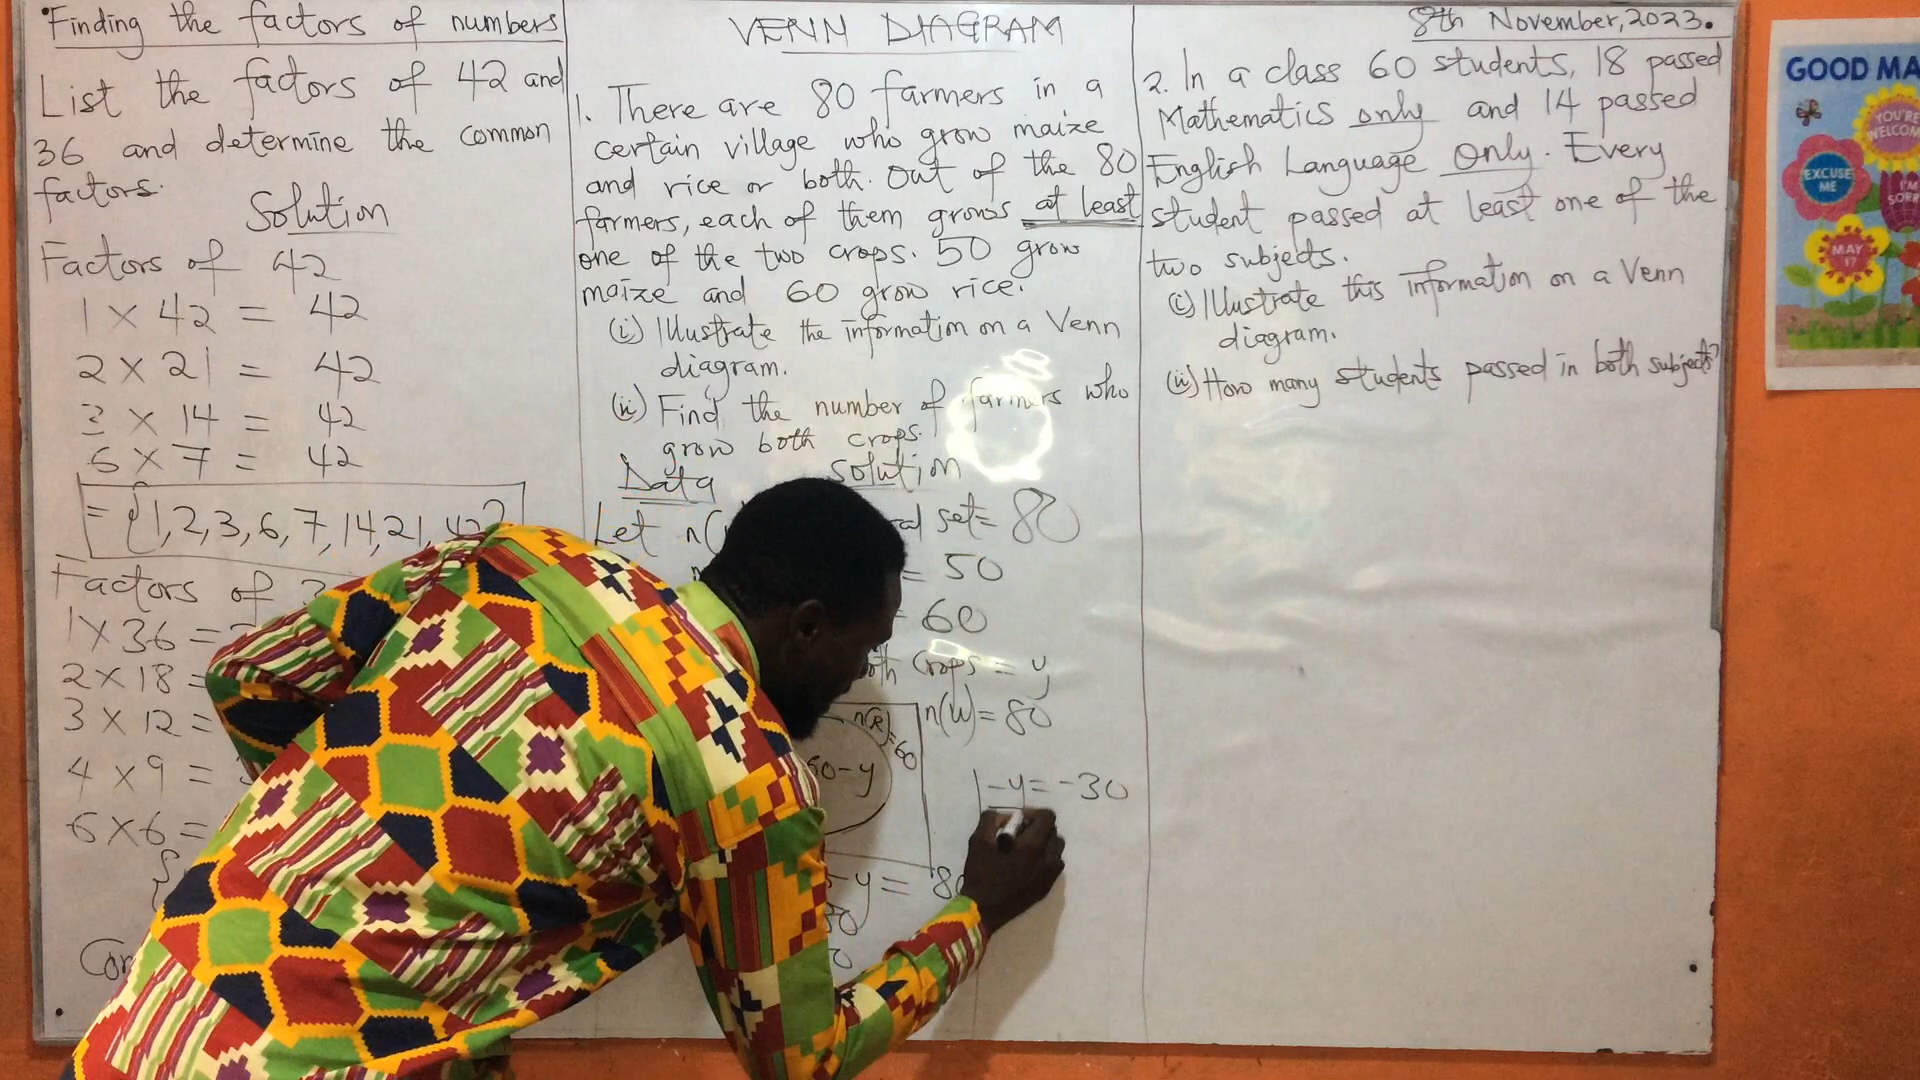 Finding the factors of numbers
List the factors of 42 and
36 and determine the common
factors.
Solution
Factors of 42
1 × 42 = 42
2 × 21 = 42
3 × 14 = 42
6 × 7 = 42
= {1, 2, 3, 6, 7, 14, 21, 42}
Factors of 3
1 × 36 =
2 × 18 =
3 × 12 =
4 × 9 =
6 × 6 =
VENN DIAGRAM
1. There are 80 farmers in a
certain village who grow maize
and rice or both. Out of the 80
farmers, each of them grows at least
one of the two crops. 50 grow
maize and 60 grow rice.
(i) Illustrate the information on a Venn
diagram.
(ii) Find the number of farmers who
grow both crops.
Data Solution
Let n( set = 80
= 50
= 60
crops = y
n(R)=60
n(U) = 80
60-y
-y = -30
-y = 80
8th November, 2023.
2. In a class 60 students, 18 passed
Mathematics only and 14 passed
English Language Only. Every
student passed at least one of the
two subjects.
(i) Illustrate this information on a Venn
diagram.
(ii) How many students passed in both subjects?
GOOD MA
YOU'RE
WELCOM
EXCUSE
ME
I'M
SORR
MAY
I?